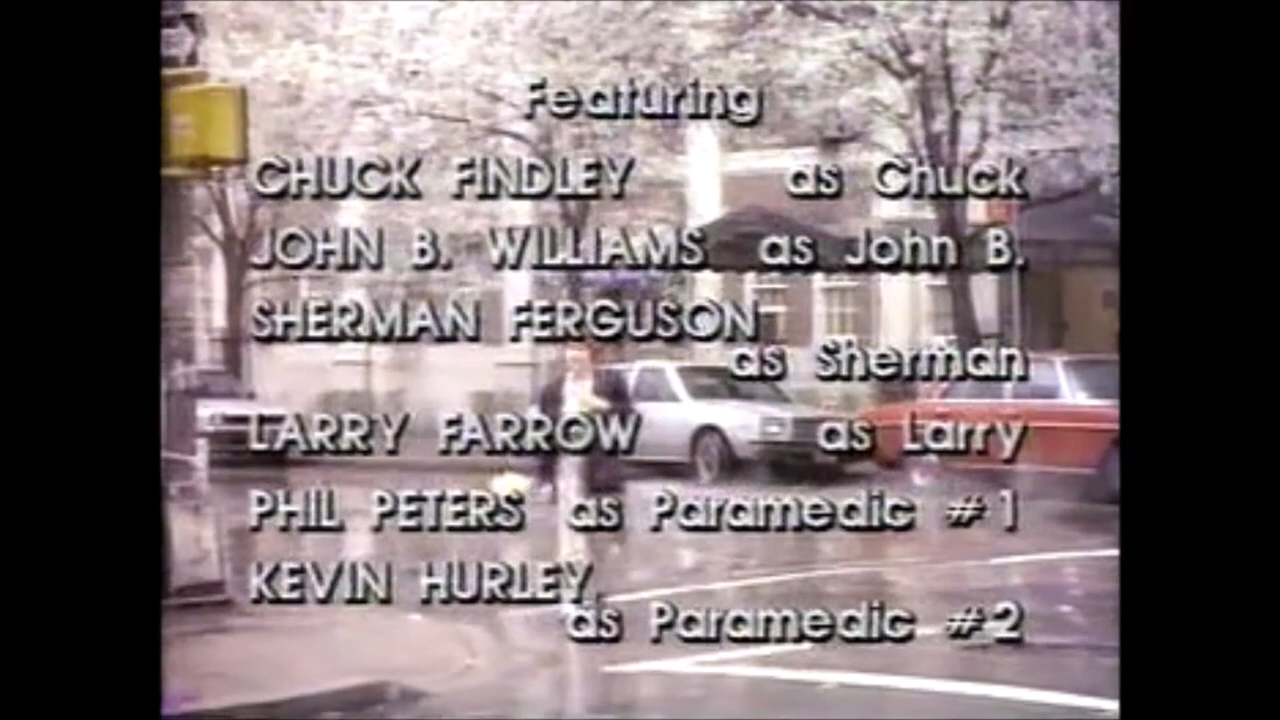 Featuring
CHUCK FINDLEY as Chuck
JOHN B. WILLIAMS as John B.
SHERMAN FERGUSON
as Sherman
LARRY FARROW as Larry
PHIL PETERS as Paramedic #1
KEVIN HURLEY
as Paramedic #2